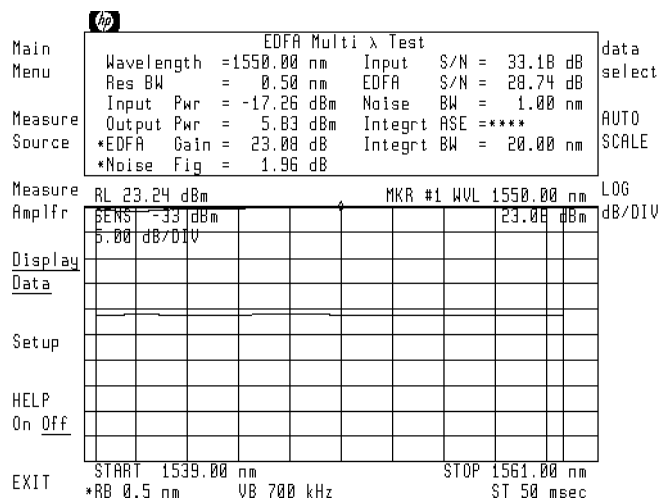 hp
EDFA Multi λ Test
Wavelength =1550.00 nm Input S/N = 33.18 dB
Res BW = 0.50 nm EDFA S/N = 28.74 dB
Input Pwr = -17.26 dBm Noise BW = 1.00 nm
Output Pwr = 5.83 dBm Integrt ASE =****
*EDFA Gain = 23.08 dB Integrt BW = 20.00 nm
*Noise Fig = 1.96 dB
Main
Menu
Measure
Source
Measure
Amplfr
Display
Data
Setup
HELP
On Off
EXIT
data
select
AUTO
SCALE
LOG
dB/DIV
RL 23.24 dBm MKR #1 WVL 1550.00 nm
SENS -33 dBm 23.08 dBm
5.00 dB/DIV
START 1539.00 nm STOP 1561.00 nm
*RB 0.5 nm VB 700 kHz ST 50 msec